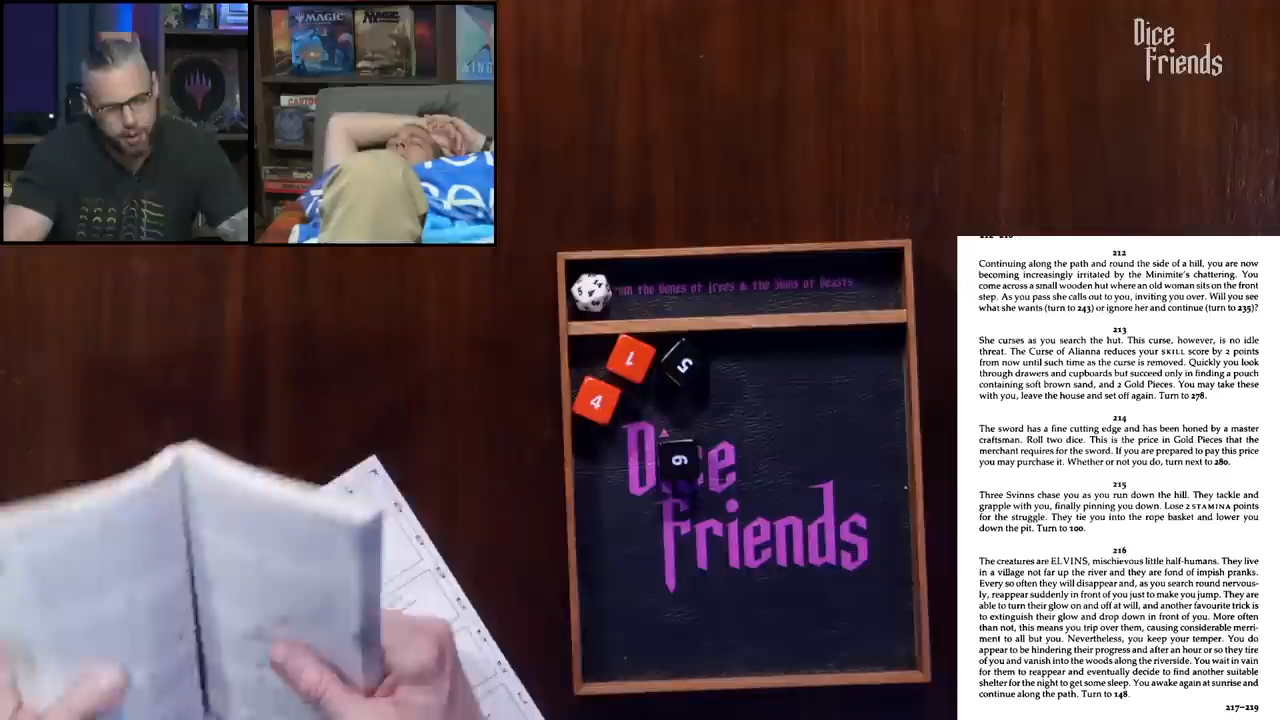 MAGIC
Dice
Friends
from the Bones of Trees & the Skins of Beasts
1
5
4
6
Dice
Friends
212
Continuing along the path and round the side of a hill, you are now
becoming increasingly irritated by the Minimite's chattering. You
come across a small wooden hut where an old woman sits on the front
step. As you pass she calls out to you, inviting you over. Will you see
what she wants (turn to 243) or ignore her and continue (turn to 235)?
213
She curses as you search the hut. This curse, however, is no idle
threat. The Curse of Alianna reduces your SKILL score by 2 points
from now until such time as the curse is removed. Quickly you look
through drawers and cupboards but succeed only in finding a pouch
containing soft brown sand, and 2 Gold Pieces. You may take these
with you, leave the house and set off again. Turn to 278.
214
The sword has a fine cutting edge and has been honed by a master
craftsman. Roll two dice. This is the price in Gold Pieces that the
merchant requires for the sword. If you are prepared to pay this price
you may purchase it. Whether or not you do, turn next to 280.
215
Three Svinns chase you as you run down the hill. They tackle and
grapple with you, finally pinning you down. Lose 2 STAMINA points
for the struggle. They tie you into the rope basket and lower you
down the pit. Turn to 100.
216
The creatures are ELVINS, mischievous little half-humans. They live
in a village not far up the river and they are fond of impish pranks.
Every so often they will disappear and, as you search round nervous-
ly, reappear suddenly in front of you just to make you jump. They are
able to turn their glow on and off at will, and another favourite trick is
to extinguish their glow and drop down in front of you. More often
than not, this means you trip over them, causing considerable merri-
ment to all but you. Nevertheless, you keep your temper. You do
appear to be hindering their progress and after an hour or so they tire
of you and vanish into the woods along the riverside. You wait in vain
for them to reappear and eventually decide to find another suitable
shelter for the night to get some sleep. You awake again at sunrise and
continue along the path. Turn to 148.
217-219